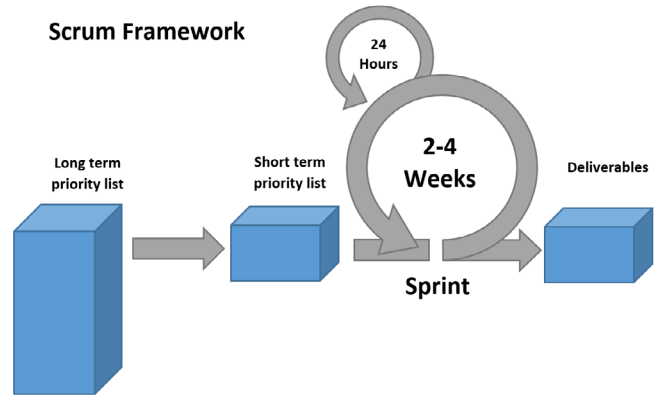 Scrum Framework
24
Hours
2-4
Weeks
Long term
priority list
Short term
priority list
Deliverables
Sprint